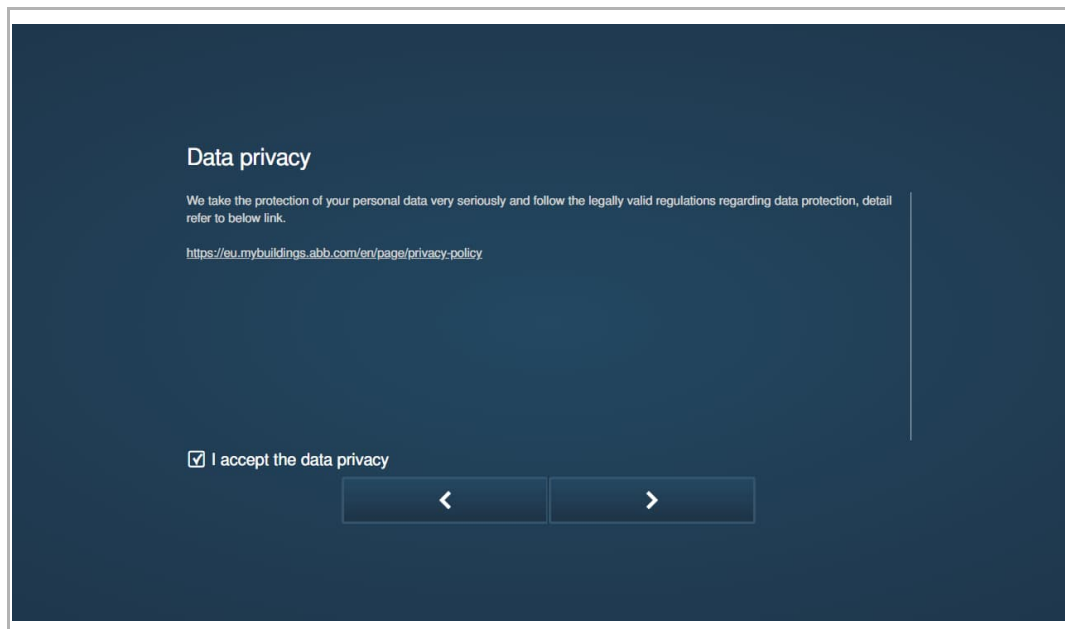 Data privacy
We take the protection of your personal data very seriously and follow the legally valid regulations regarding data protection, detail
refer to below link.
https://eu.mybuildings.abb.com/en/page/privacy-policy
I accept the data privacy